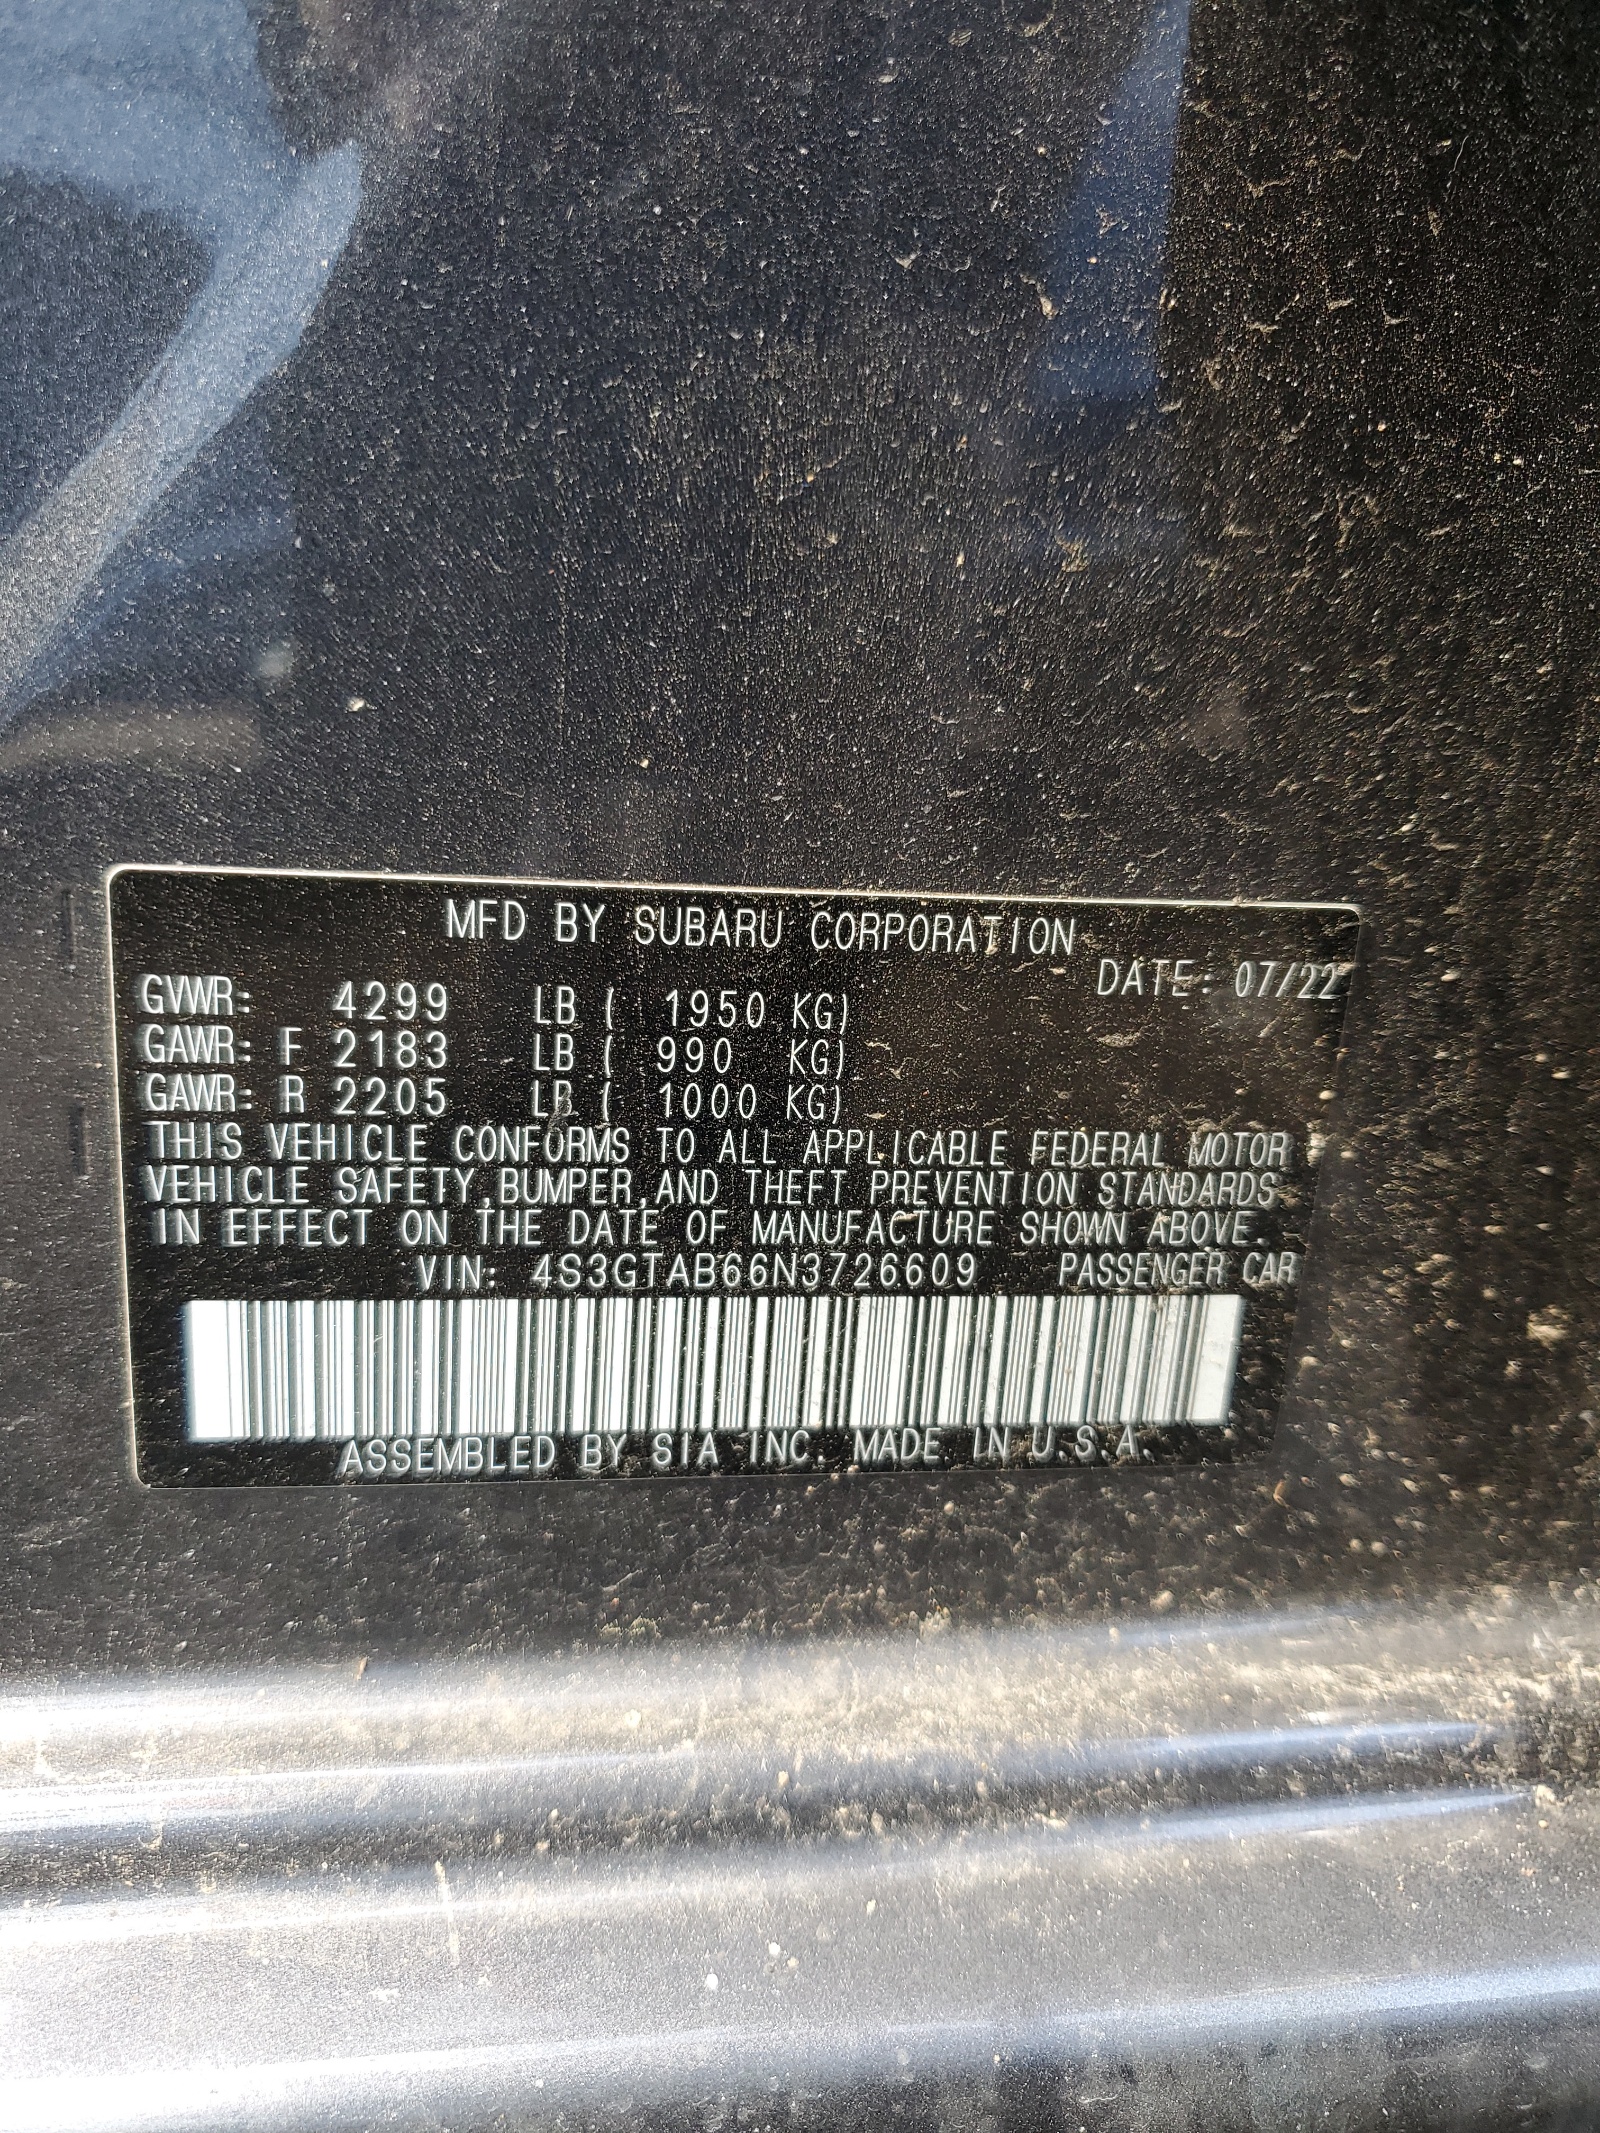 MFD BY SUBARU CORPORATION
DATE: 07/22
GVWR: 4299 LB ( 1950 KG)
GAWR: F 2183 LB ( 990 KG)
GAWR: R 2205 LB ( 1000 KG)
THIS VEHICLE CONFORMS TO ALL APPLICABLE FEDERAL MOTOR
VEHICLE SAFETY,BUMPER,AND THEFT PREVENTION STANDARDS
IN EFFECT ON THE DATE OF MANUFACTURE SHOWN ABOVE.
VIN: 4S3GTAB66N3726609 PASSENGER CAR
ASSEMBLED BY SIA INC. MADE IN U.S.A.